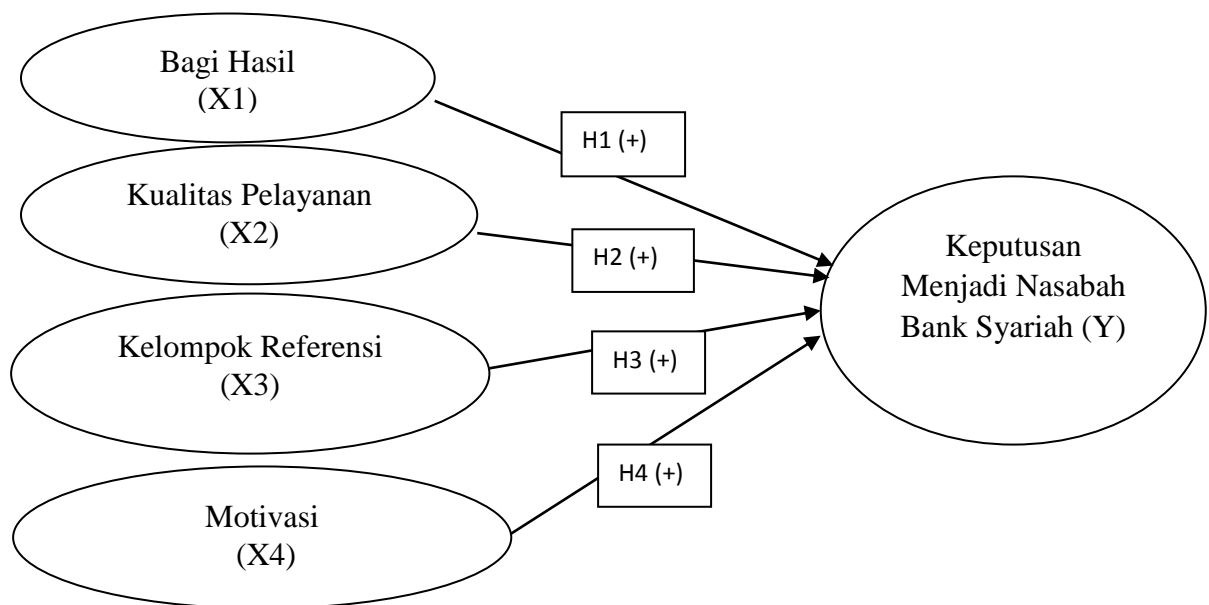 Bagi Hasil
(X1)
H1 (+)
Kualitas Pelayanan
(X2)
H2 (+)
Keputusan
Menjadi Nasabah
Bank Syariah (Y)
Kelompok Referensi
(X3)
H3 (+)
Motivasi
(X4)
H4 (+)